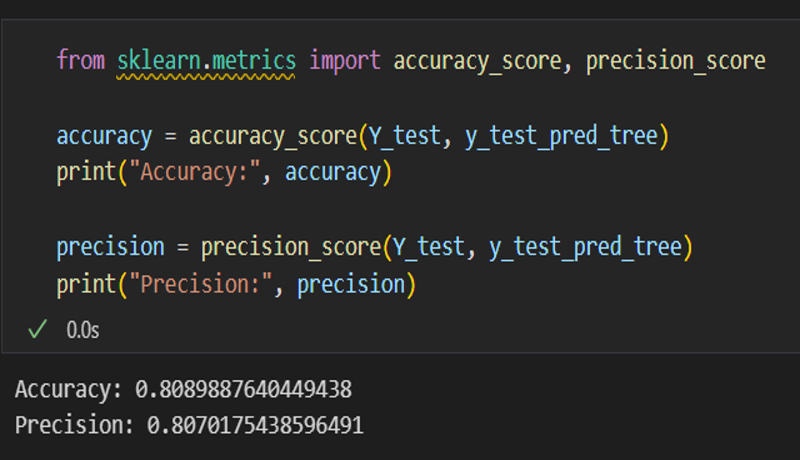 from sklearn.metrics import accuracy_score, precision_score
accuracy = accuracy_score(Y_test, y_test_pred_tree)
print("Accuracy:", accuracy)
precision = precision_score(Y_test, y_test_pred_tree)
print("Precision:", precision)
✓ 0.0s
Accuracy: 0.8089887640449438
Precision: 0.8070175438596491